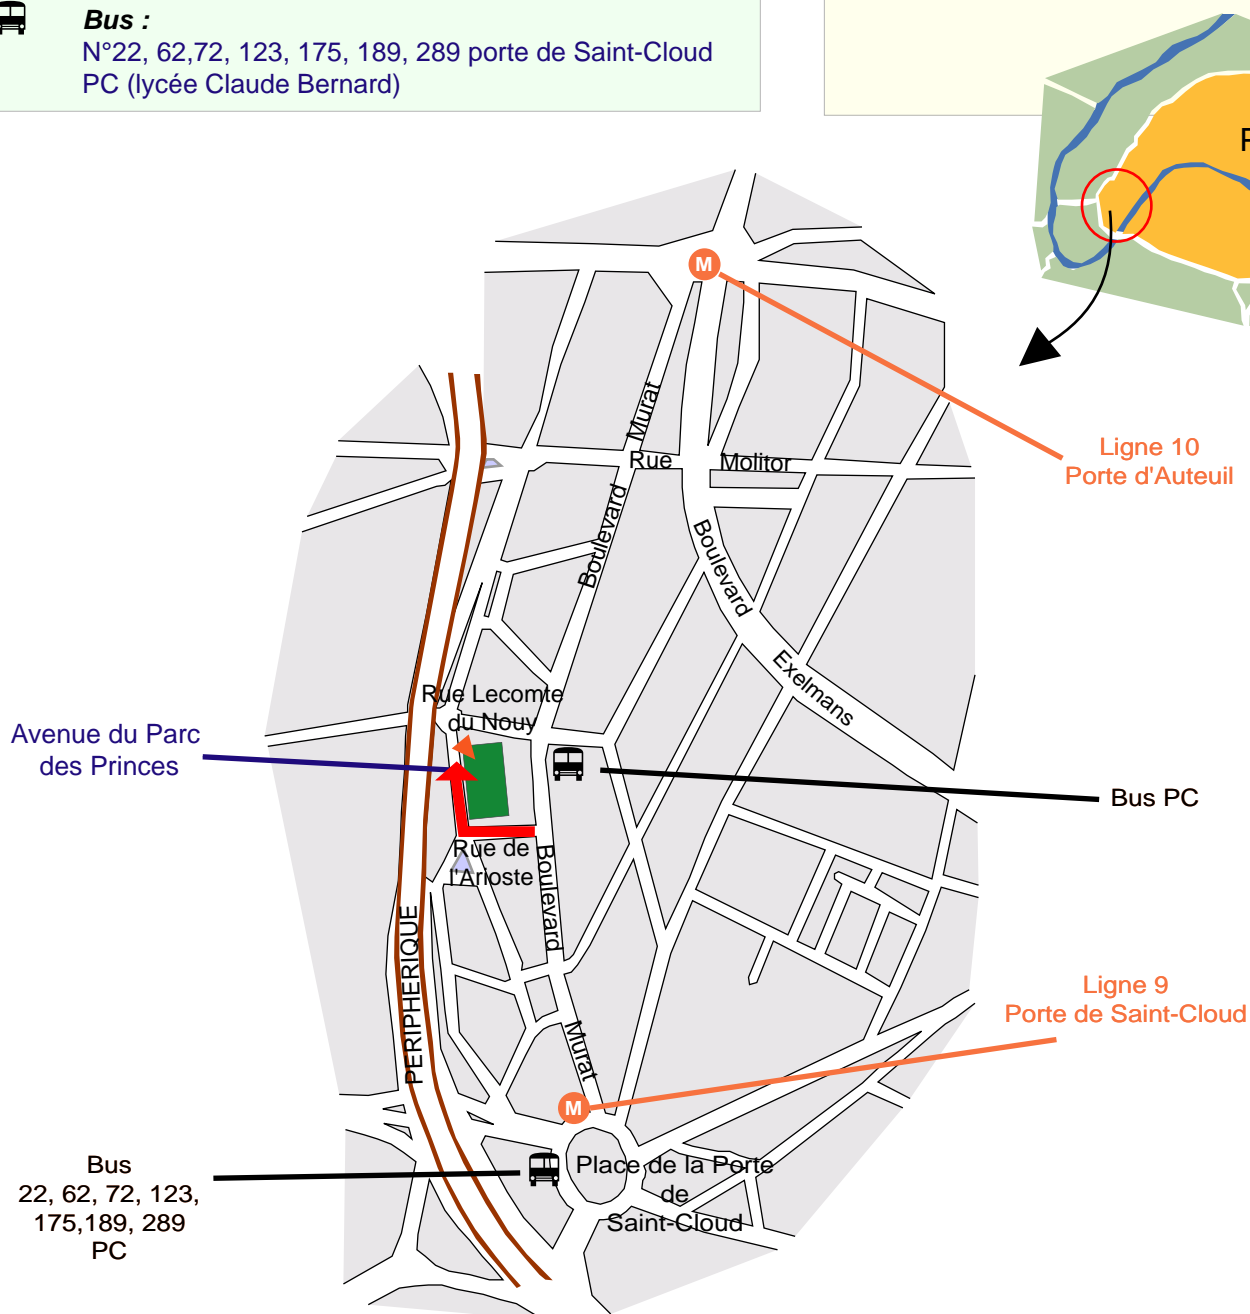 Bus :
N°22, 62,72, 123, 175, 189, 289 porte de Saint-Cloud
PC (lycée Claude Bernard)
P
M
Ligne 10
Porte d'Auteuil
Boulevard Murat
Rue Molitor
Boulevard Exelmans
Rue Lecomte
du Nouy
Avenue du Parc
des Princes
Bus PC
Rue de
l'Arioste
Boulevard Murat
PERIPHERIQUE
Ligne 9
Porte de Saint-Cloud
M
Bus
22, 62, 72, 123,
175,189, 289
PC
Place de la Porte
de
Saint-Cloud